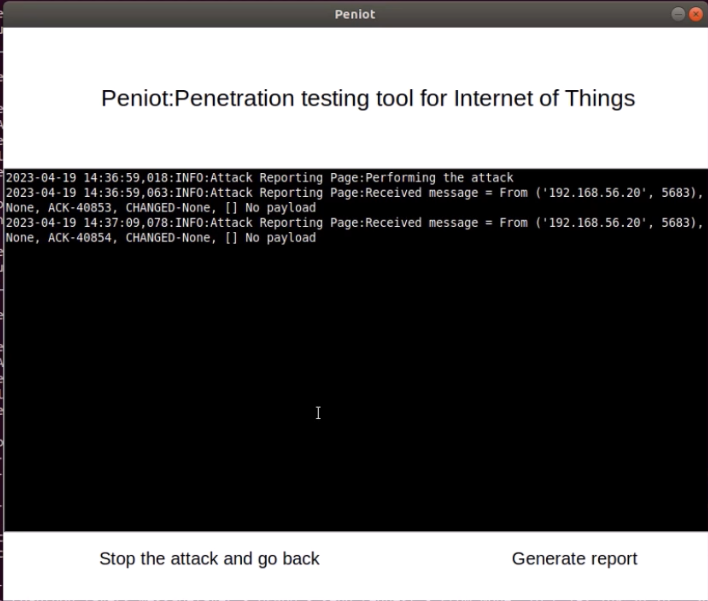 Peniot
Peniot:Penetration testing tool for Internet of Things
2023-04-19 14:36:59,018:INFO:Attack Reporting Page:Performing the attack
2023-04-19 14:36:59,063:INFO:Attack Reporting Page:Received message = From ('192.168.56.20', 5683),
None, ACK-40853, CHANGED-None, [] No payload
2023-04-19 14:37:09,078:INFO:Attack Reporting Page:Received message = From ('192.168.56.20', 5683),
None, ACK-40854, CHANGED-None, [] No payload
Stop the attack and go back
Generate report